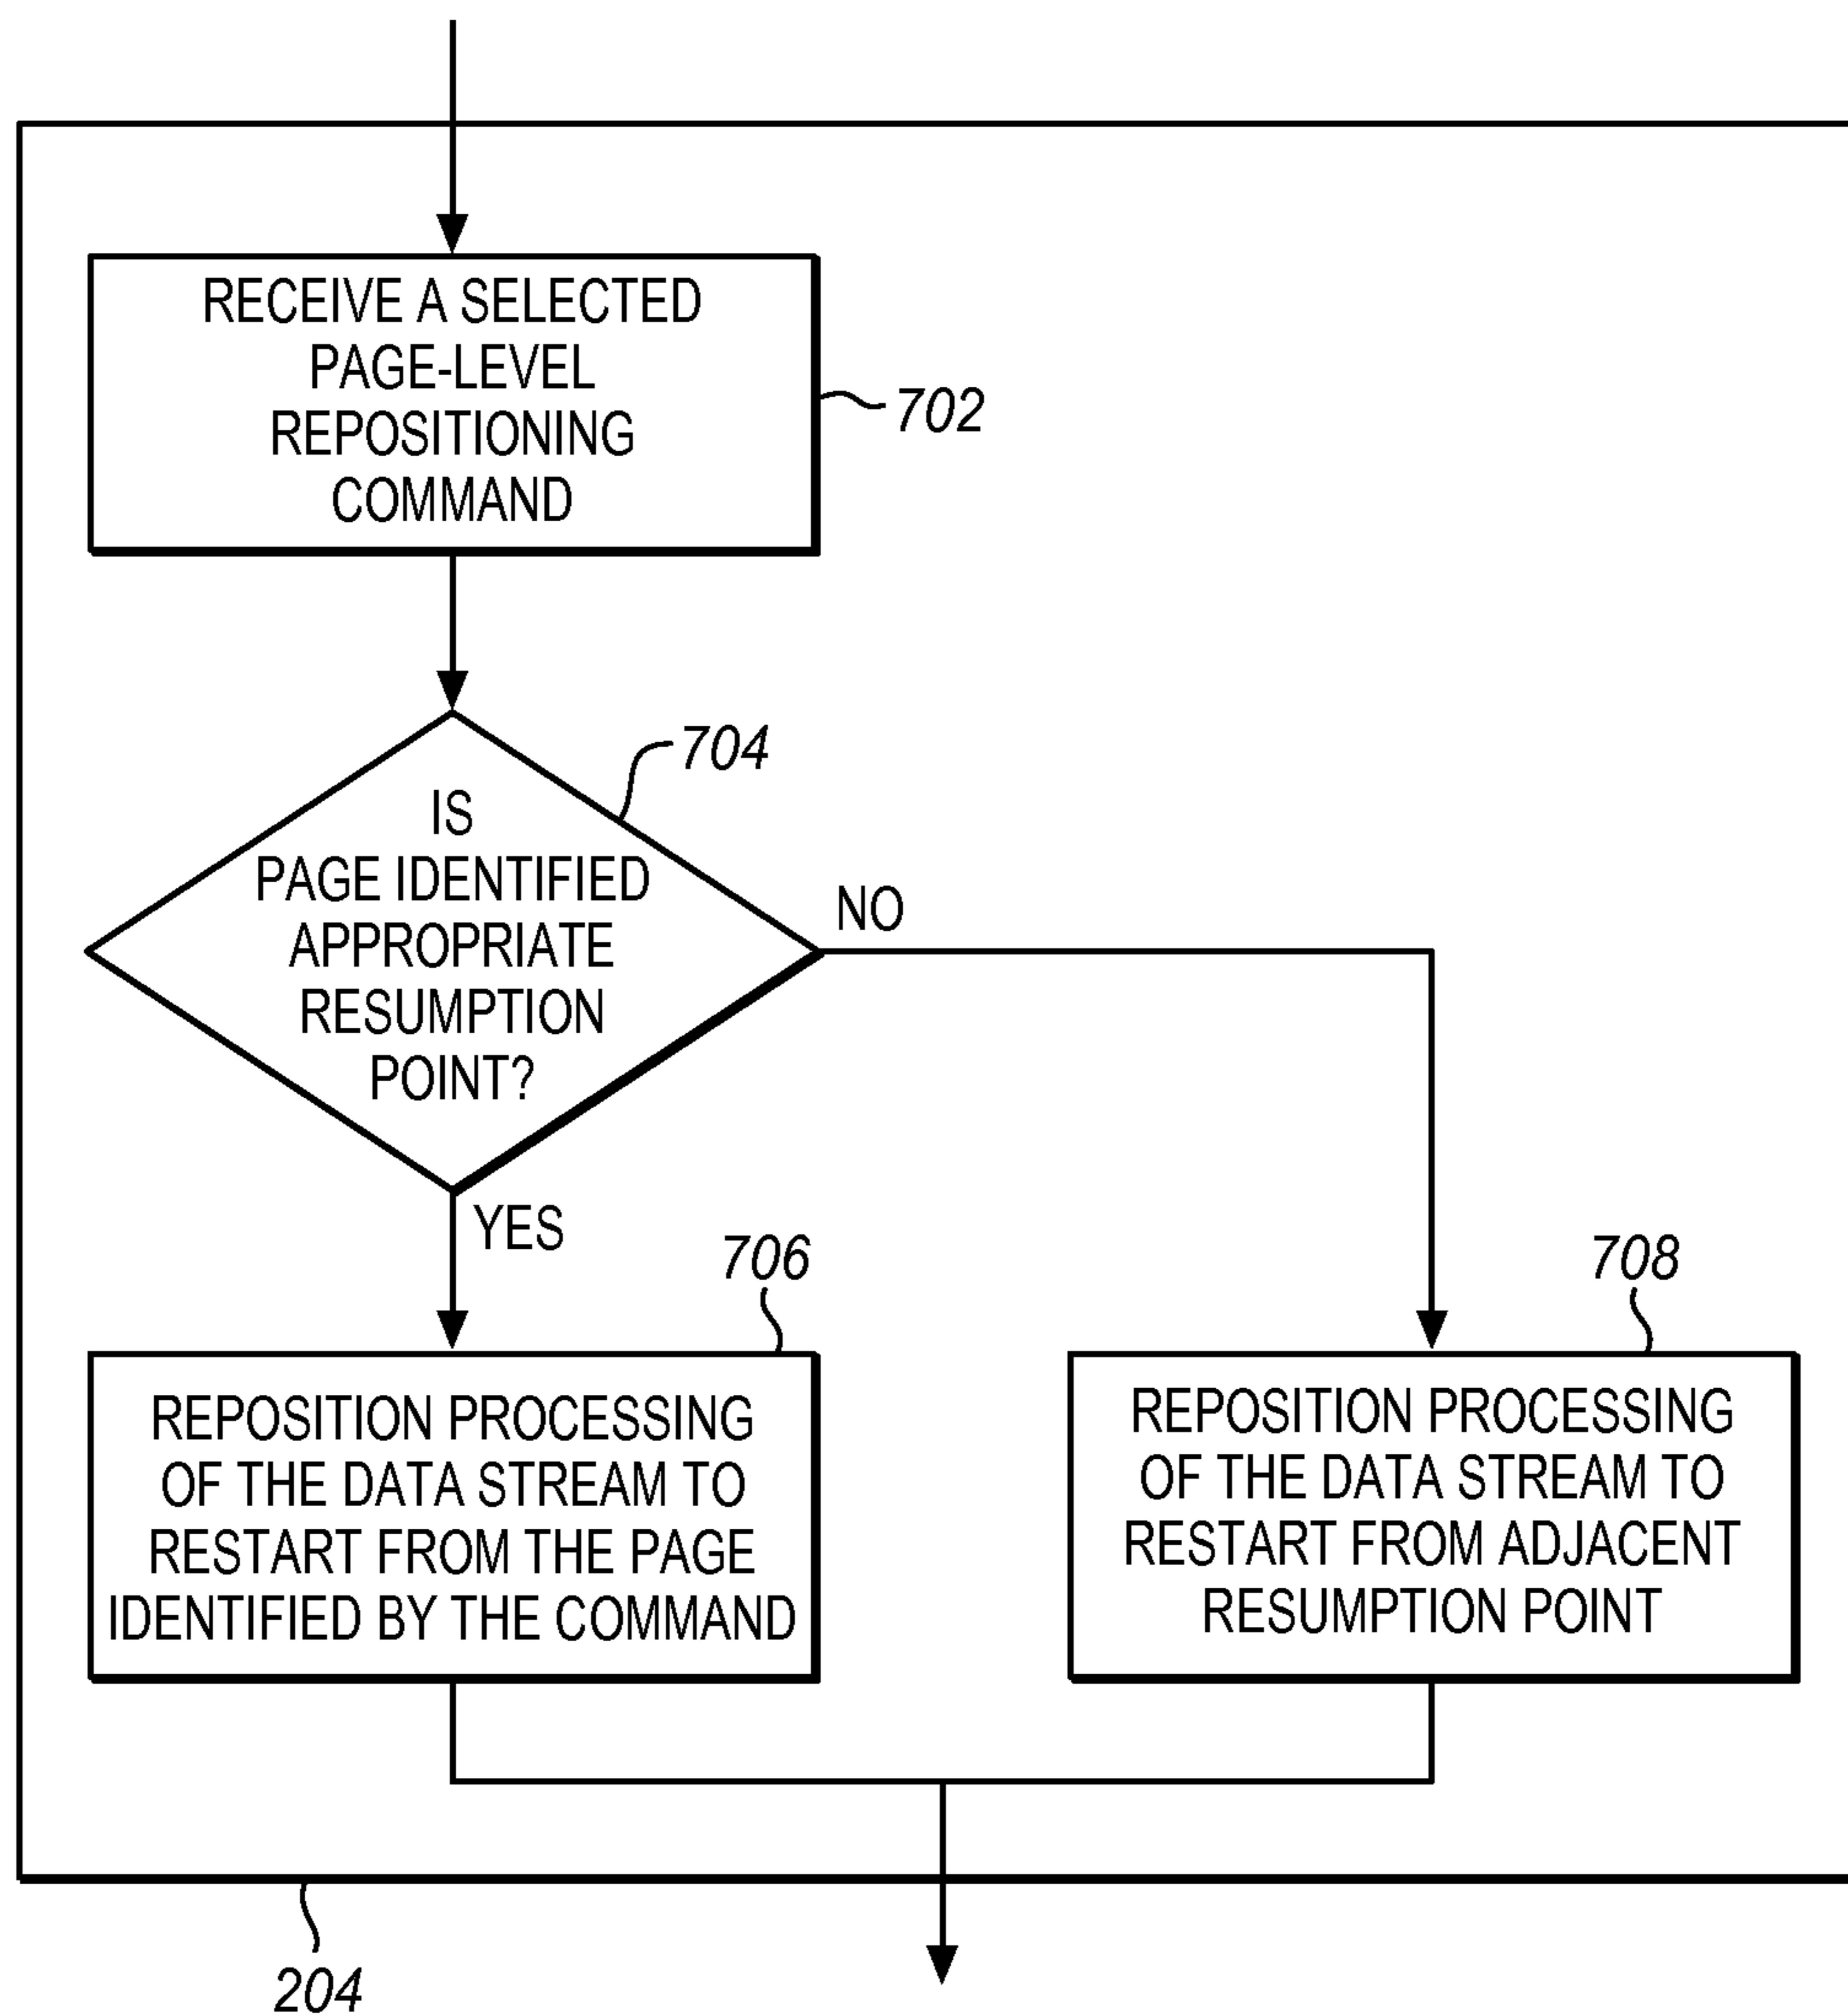 RECEIVE A SELECTED
PAGE-LEVEL
REPOSITIONING
COMMAND
702
704
IS
PAGE IDENTIFIED
APPROPRIATE
RESUMPTION
POINT?
NO
YES
706
REPOSITION PROCESSING
OF THE DATA STREAM TO
RESTART FROM THE PAGE
IDENTIFIED BY THE COMMAND
708
REPOSITION PROCESSING
OF THE DATA STREAM TO
RESTART FROM ADJACENT
RESUMPTION POINT
204